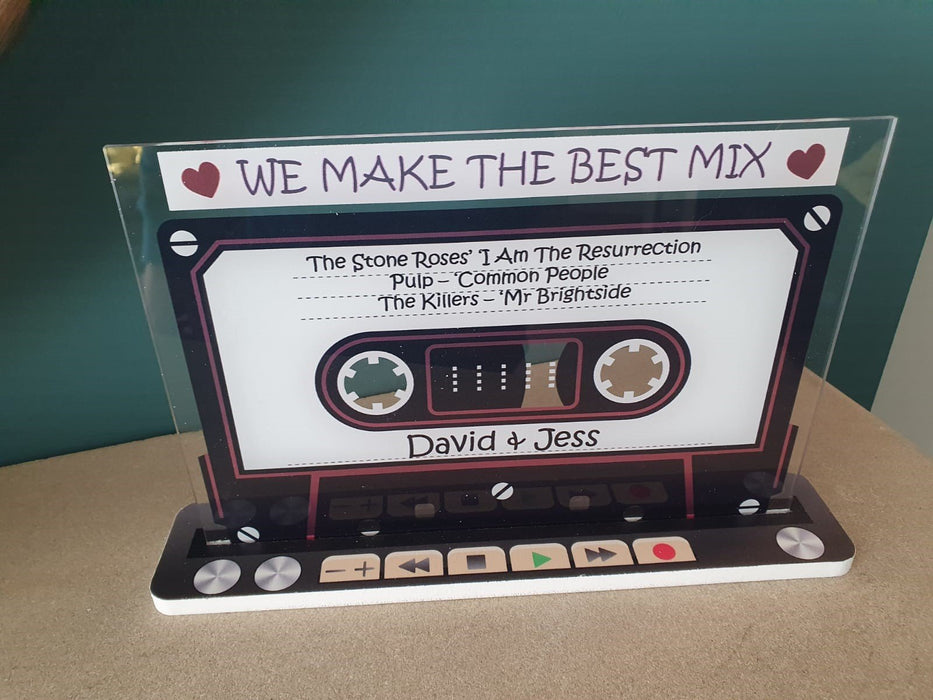 WE MAKE THE BEST MIX
The Stone Roses' 'I Am The Resurrection
Pulp – 'Common People
The Killers – 'Mr Brightside
David & Jess